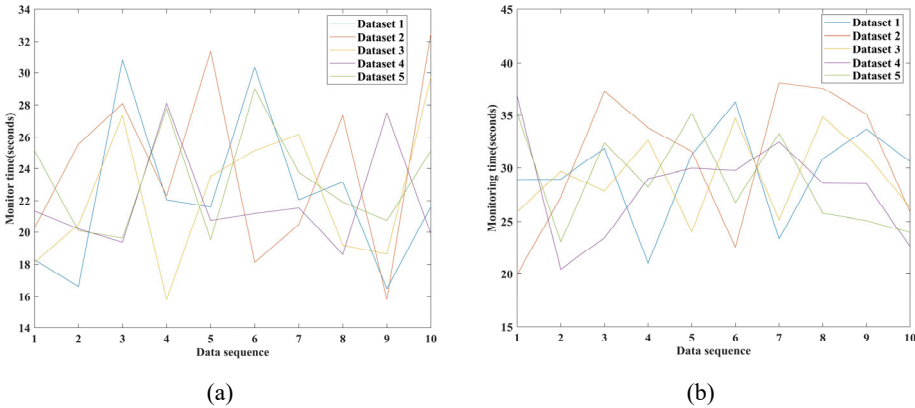 34
32
30
28
26
24
22
20
18
16
14
Monitor time(seconds)
1 2 3 4 5 6 7 8 9 10
Data sequence
Dataset 1
Dataset 2
Dataset 3
Dataset 4
Dataset 5
(a)
45
40
35
30
25
20
15
Monitoring time(seconds)
1 2 3 4 5 6 7 8 9 10
Data sequence
Dataset 1
Dataset 2
Dataset 3
Dataset 4
Dataset 5
(b)